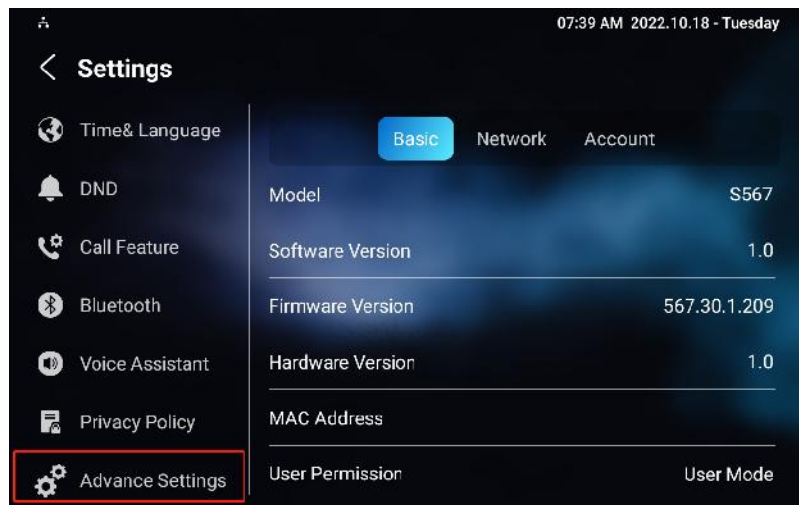 07:39 AM 2022.10.18 - Tuesday
Settings
Time& Language
DND
Call Feature
Bluetooth
Voice Assistant
Privacy Policy
Advance Settings
Basic Network Account
Model S567
Software Version 1.0
Firmware Version 567.30.1.209
Hardware Version 1.0
MAC Address
User Permission User Mode